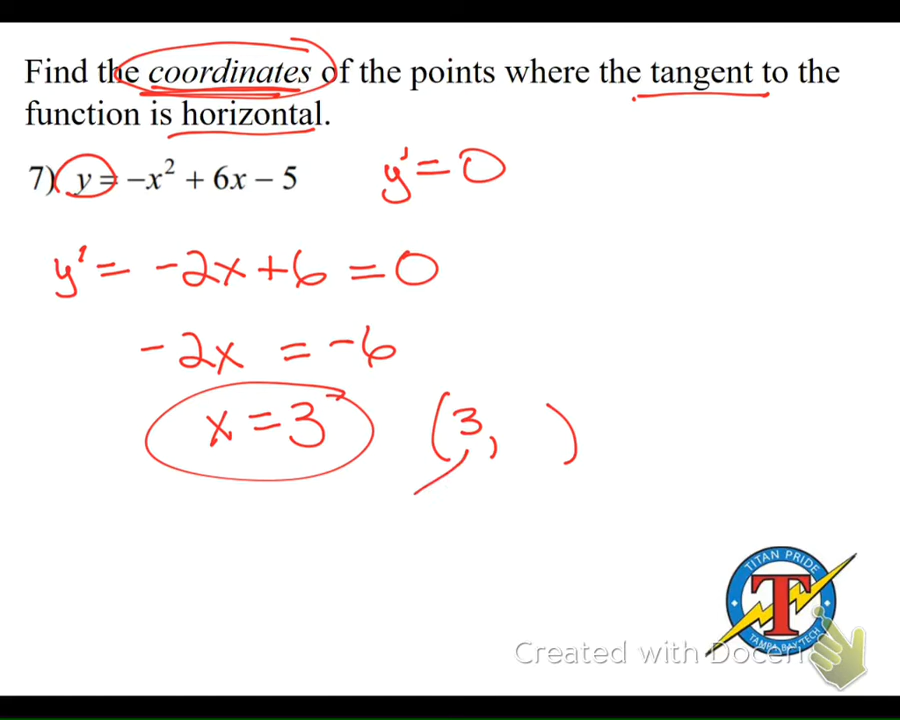 Find the coordinates of the points where the tangent to the
function is horizontal.
7) y = −x² + 6x − 5
y' = 0
y' = -2x + 6 = 0
-2x = -6
x = 3
(3, )
TITAN PRIDE
T
TAMPA BAY TECH
Created with Doceri